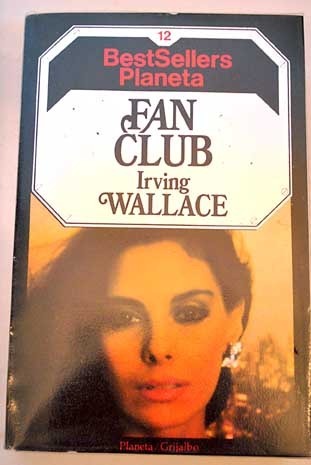 12
BestSellers
Planeta
FAN
CLUB
Irving
WALLACE
Planeta / Grijalbo